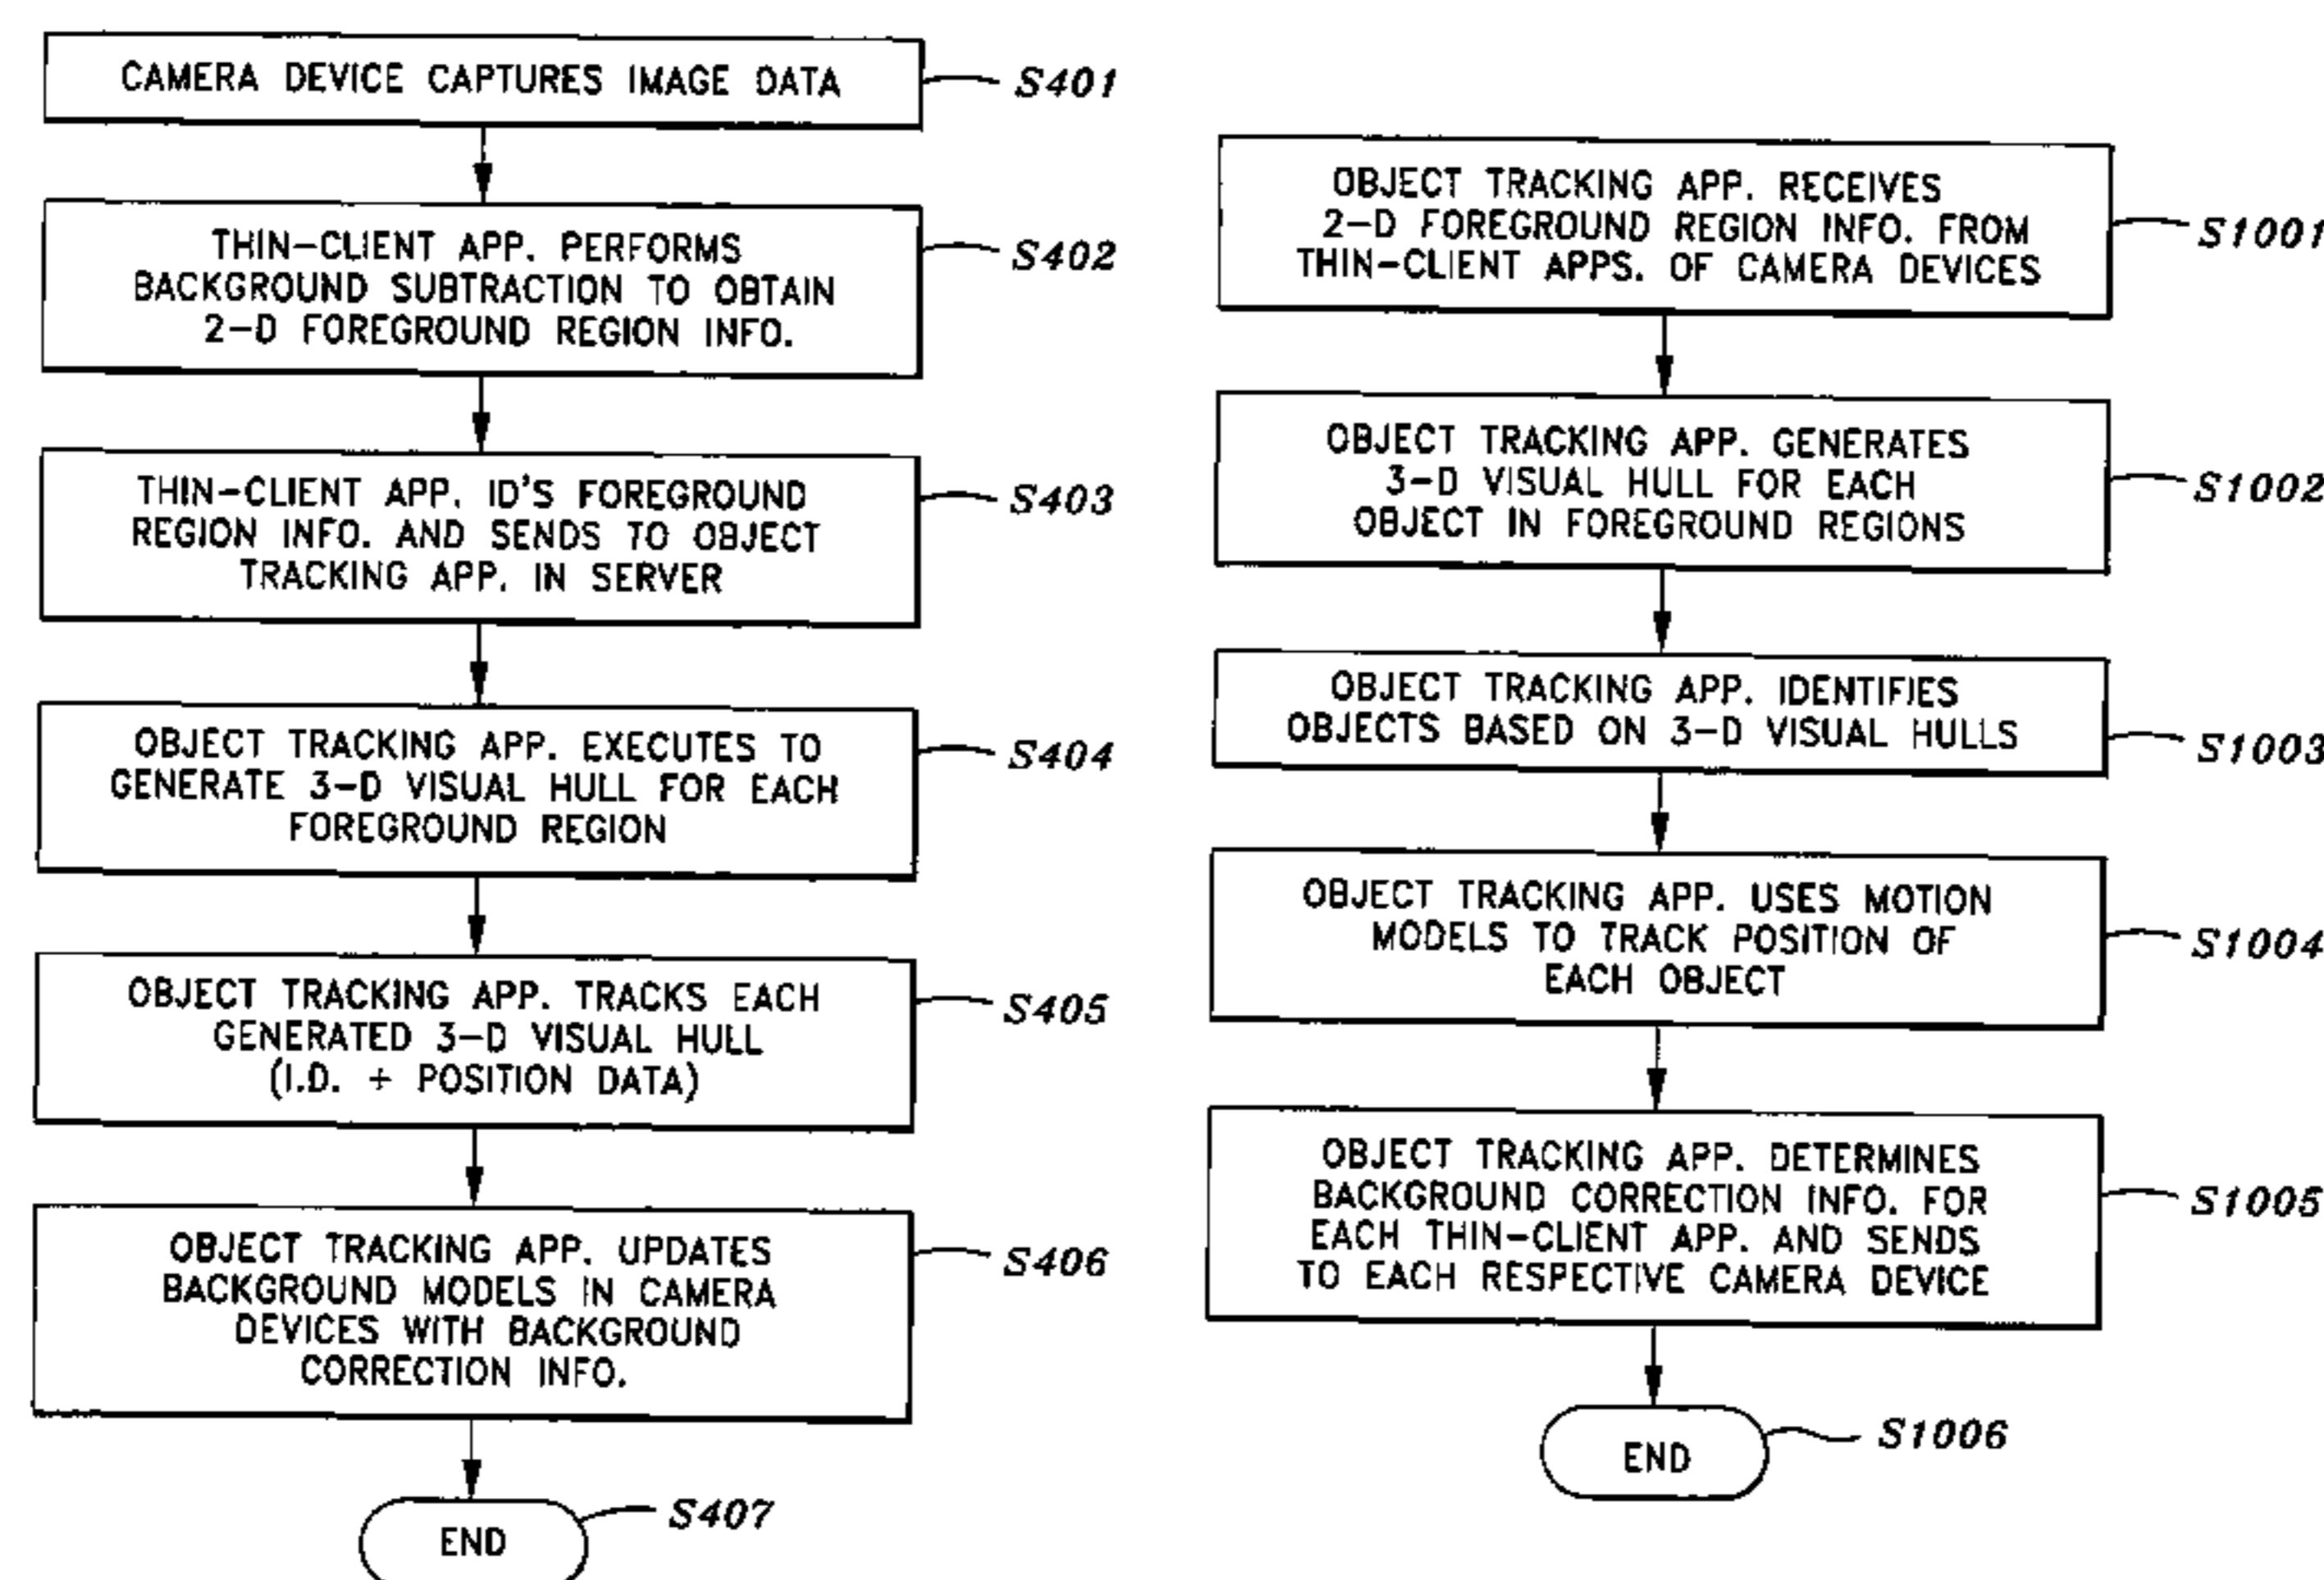 CAMERA DEVICE CAPTURES IMAGE DATA
S401
THIN-CLIENT APP. PERFORMS
BACKGROUND SUBTRACTION TO OBTAIN
2-D FOREGROUND REGION INFO.
S402
THIN-CLIENT APP. ID'S FOREGROUND
REGION INFO. AND SENDS TO OBJECT
TRACKING APP. IN SERVER
S403
OBJECT TRACKING APP. EXECUTES TO
GENERATE 3-D VISUAL HULL FOR EACH
FOREGROUND REGION
S404
OBJECT TRACKING APP. TRACKS EACH
GENERATED 3-D VISUAL HULL
(I.D. + POSITION DATA)
S405
OBJECT TRACKING APP. UPDATES
BACKGROUND MODELS IN CAMERA
DEVICES WITH BACKGROUND
CORRECTION INFO.
S406
END
S407
OBJECT TRACKING APP. RECEIVES
2-D FOREGROUND REGION INFO. FROM
THIN-CLIENT APPS. OF CAMERA DEVICES
S1001
OBJECT TRACKING APP. GENERATES
3-D VISUAL HULL FOR EACH
OBJECT IN FOREGROUND REGIONS
S1002
OBJECT TRACKING APP. IDENTIFIES
OBJECTS BASED ON 3-D VISUAL HULLS
S1003
OBJECT TRACKING APP. USES MOTION
MODELS TO TRACK POSITION OF
EACH OBJECT
S1004
OBJECT TRACKING APP. DETERMINES
BACKGROUND CORRECTION INFO. FOR
EACH THIN-CLIENT APP. AND SENDS
TO EACH RESPECTIVE CAMERA DEVICE
S1005
END
S1006